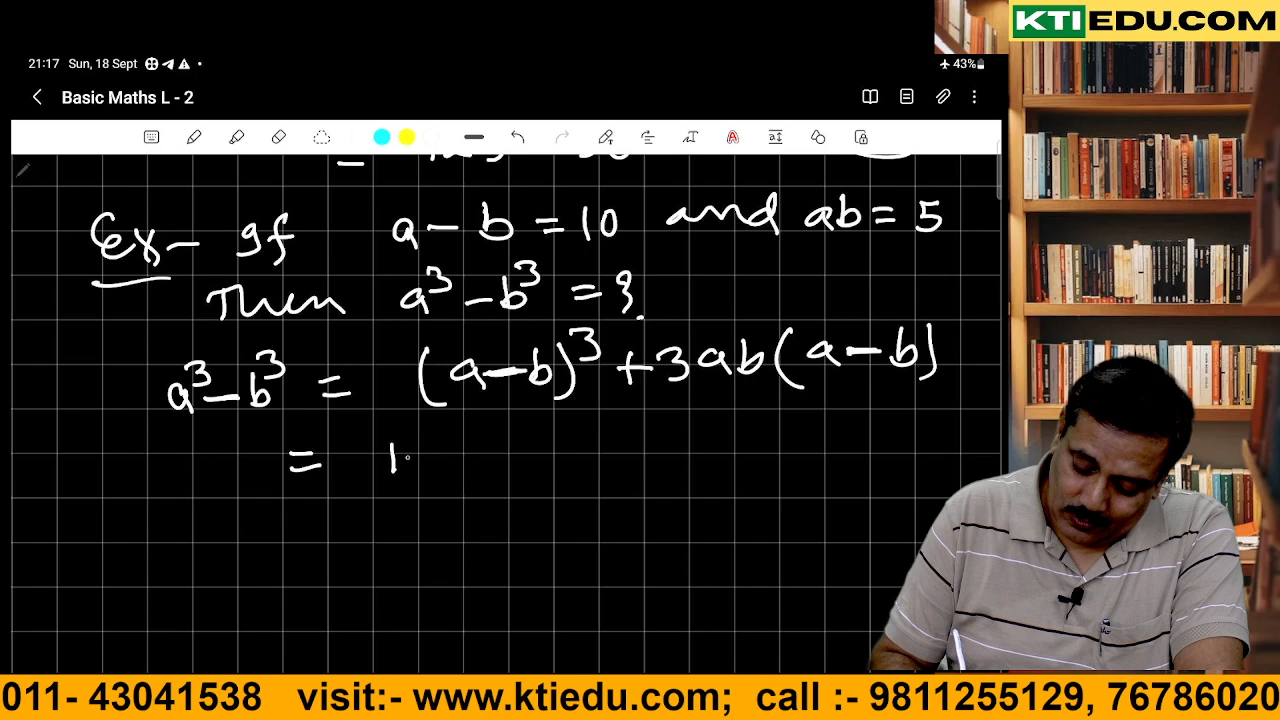 KTIEDU.COM
21:17 Sun, 18 Sept
43%
Basic Maths L - 2
Ex- If a - b = 10 and ab = 5
Then a³ - b³ = ?
a³ - b³ = (a - b)³ + 3ab(a - b)
= 1
011- 43041538 visit:- www.ktiedu.com; call :- 9811255129, 76786020